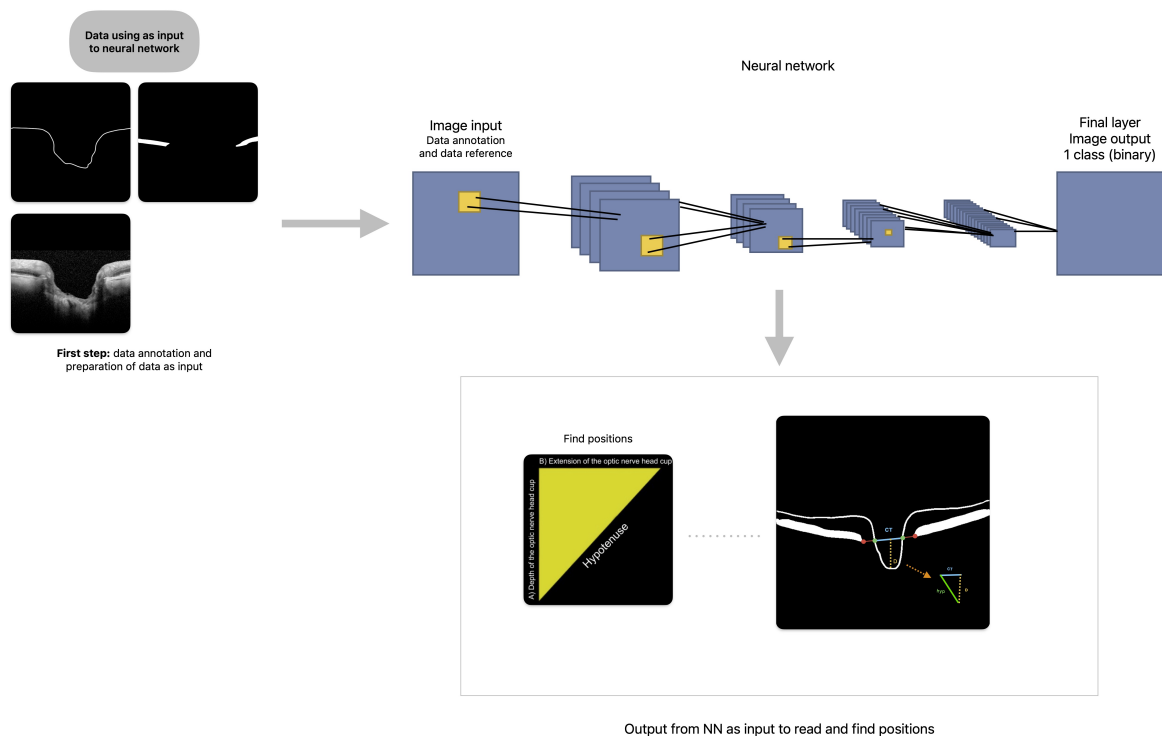 Data using as input
to neural network
First step: data annotation and
preparation of data as input
Neural network
Image input
Data annotation
and data reference
Final layer
Image output
1 class (binary)
Find positions
B) Extension of the optic nerve head cup
A) Depth of the optic nerve head cup
Hypotenuse
CT
D
CT
hyp
D
Output from NN as input to read and find positions